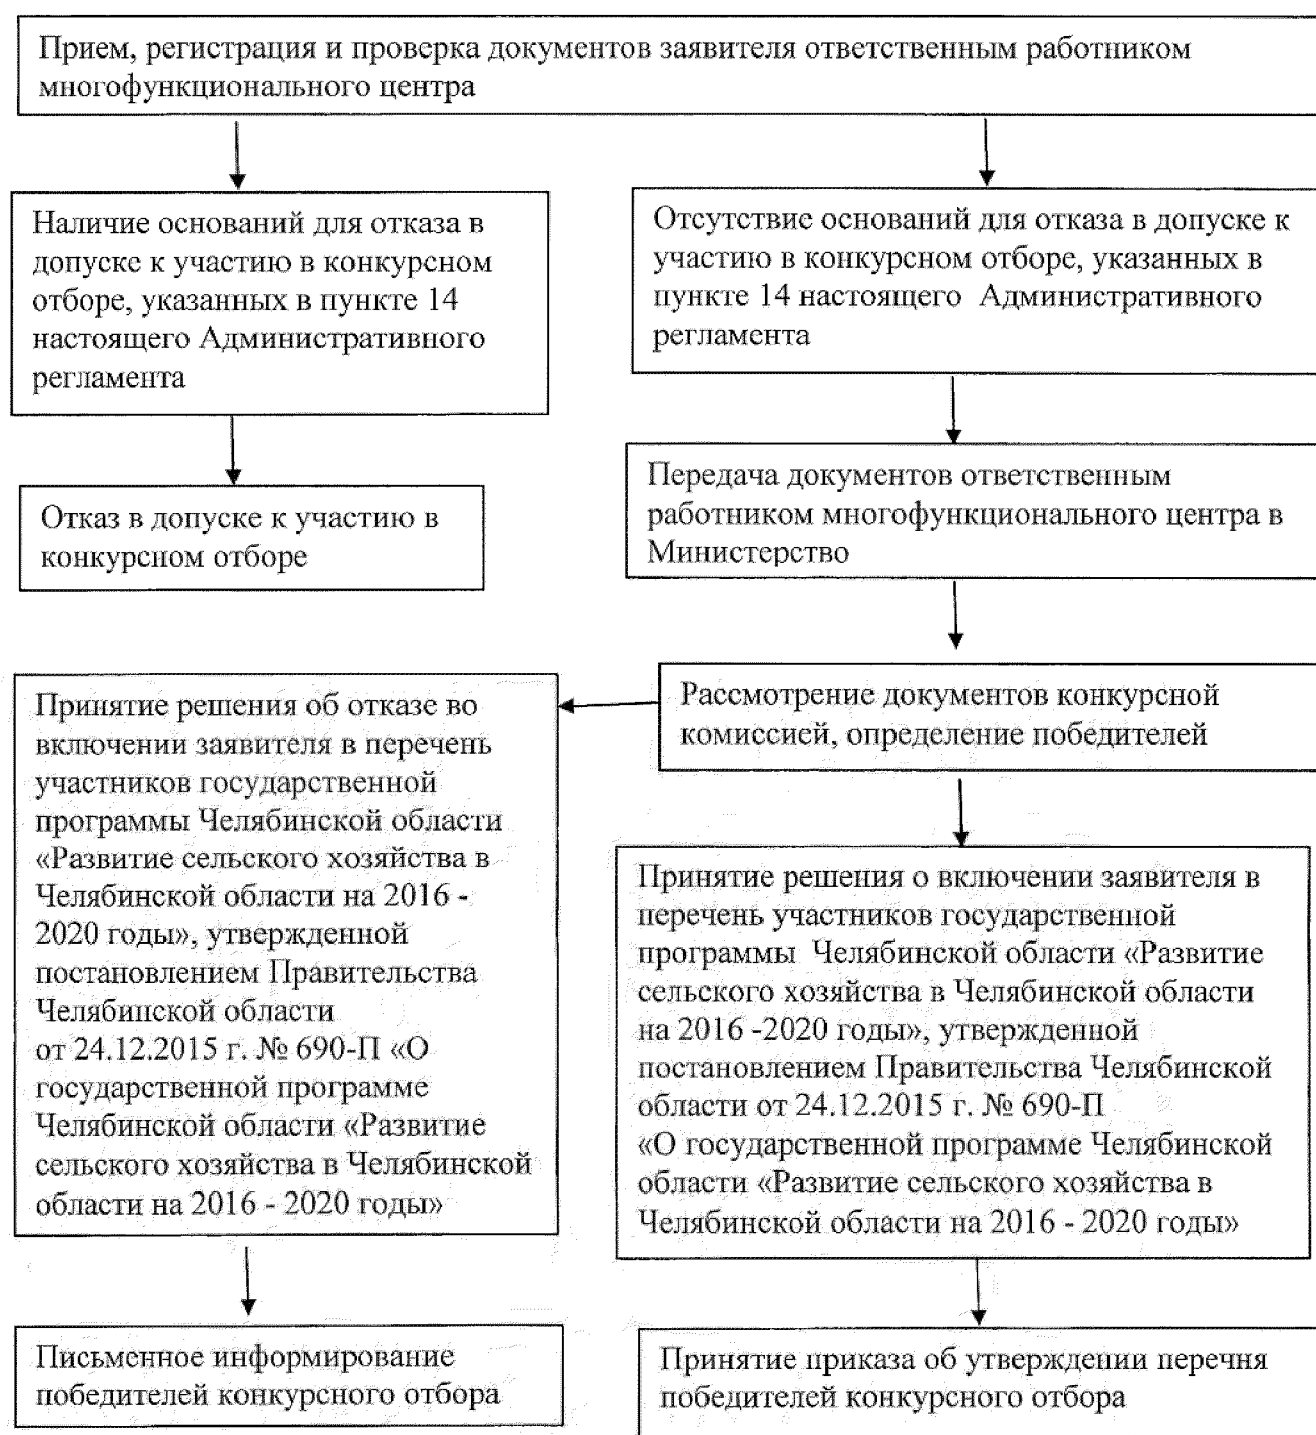 Прием, регистрация и проверка документов заявителя ответственным работником
многофункционального центра
Наличие оснований для отказа в
допуске к участию в конкурсном
отборе, указанных в пункте 14
настоящего Административного
регламента
Отсутствие оснований для отказа в допуске к
участию в конкурсном отборе, указанных в
пункте 14 настоящего Административного
регламента
Отказ в допуске к участию в
конкурсном отборе
Передача документов ответственным
работником многофункционального центра в
Министерство
Рассмотрение документов конкурсной
комиссией, определение победителей
Принятие решения об отказе во
включении заявителя в перечень
участников государственной
программы Челябинской области
«Развитие сельского хозяйства в
Челябинской области на 2016 -
2020 годы», утвержденной
постановлением Правительства
Челябинской области
от 24.12.2015 г. № 690-П «О
государственной программе
Челябинской области «Развитие
сельского хозяйства в Челябинской
области на 2016 - 2020 годы»
Принятие решения о включении заявителя в
перечень участников государственной
программы Челябинской области «Развитие
сельского хозяйства в Челябинской области
на 2016 -2020 годы», утвержденной
постановлением Правительства Челябинской
области от 24.12.2015 г. № 690-П
«О государственной программе Челябинской
области «Развитие сельского хозяйства в
Челябинской области на 2016 - 2020 годы»
Письменное информирование
победителей конкурсного отбора
Принятие приказа об утверждении перечня
победителей конкурсного отбора